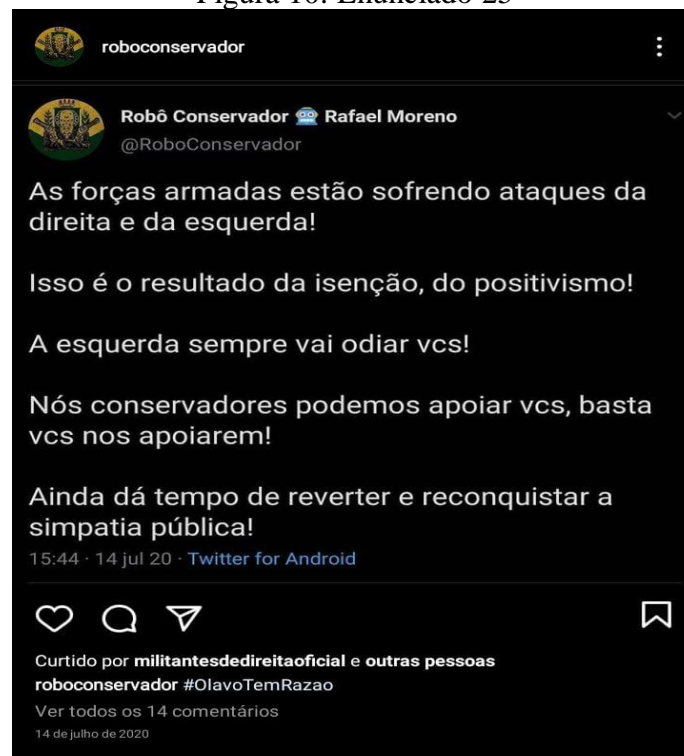 Figura 10: Enunciado 23
roboconservador
Robô Conservador 🤖 Rafael Moreno
@RoboConservador
As forças armadas estão sofrendo ataques da
direita e da esquerda!
Isso é o resultado da isenção, do positivismo!
A esquerda sempre vai odiar vcs!
Nós conservadores podemos apoiar vcs, basta
vcs nos apoiarem!
Ainda dá tempo de reverter e reconquistar a
simpatia pública!
15:44 · 14 jul 20 · Twitter for Android
Curtido por militantesdedireitaoficial e outras pessoas
roboconservador #OlavoTemRazao
Ver todos os 14 comentários
14 de julho de 2020